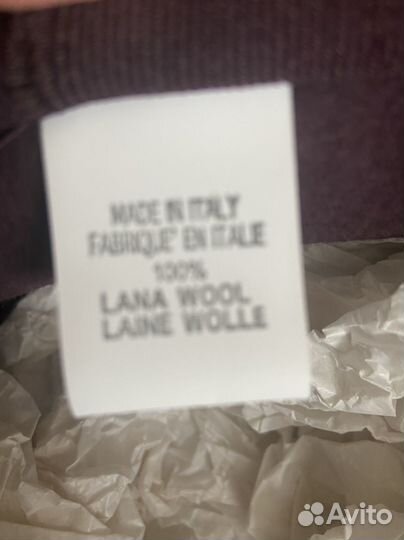 MADE IN ITALY
FABRIQUE' EN ITALIE
100%
LANA WOOL
LAINE WOLLE
Avito